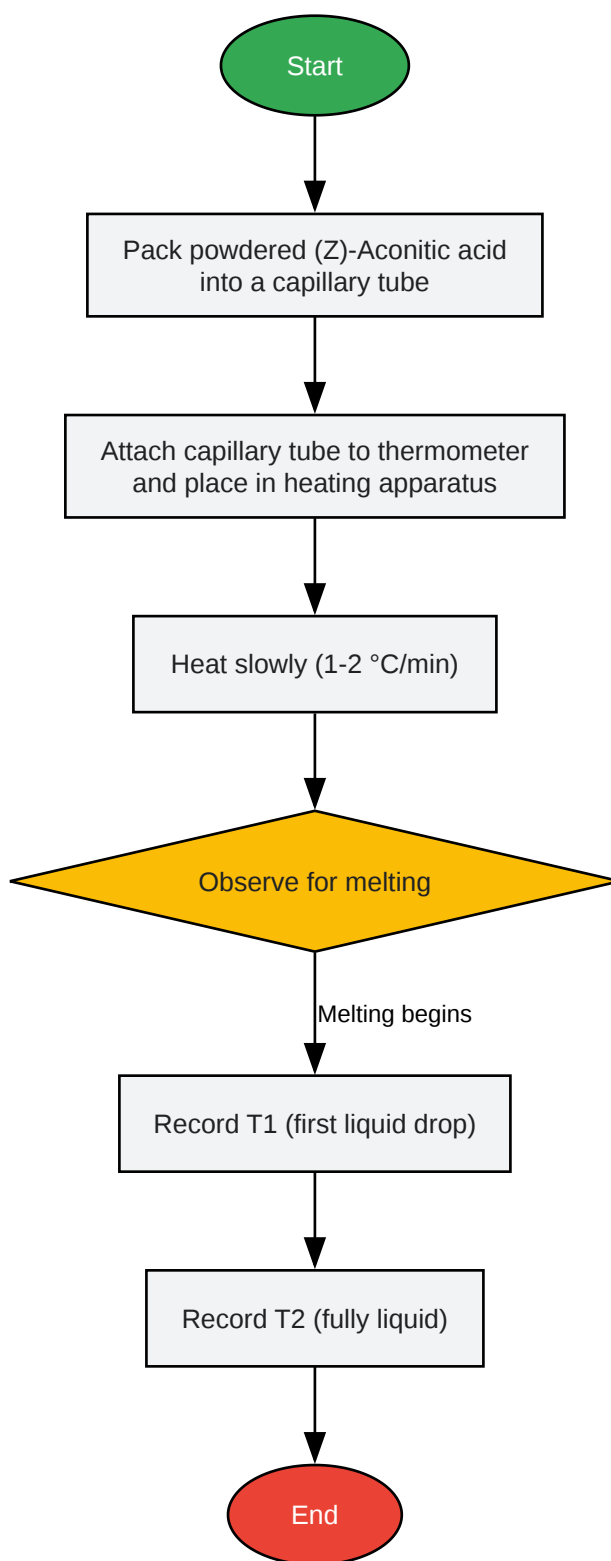 Start
Pack powdered (Z)-Aconitic acid
into a capillary tube
Attach capillary tube to thermometer
and place in heating apparatus
Heat slowly (1-2 °C/min)
Observe for melting
Melting begins
Record T1 (first liquid drop)
Record T2 (fully liquid)
End